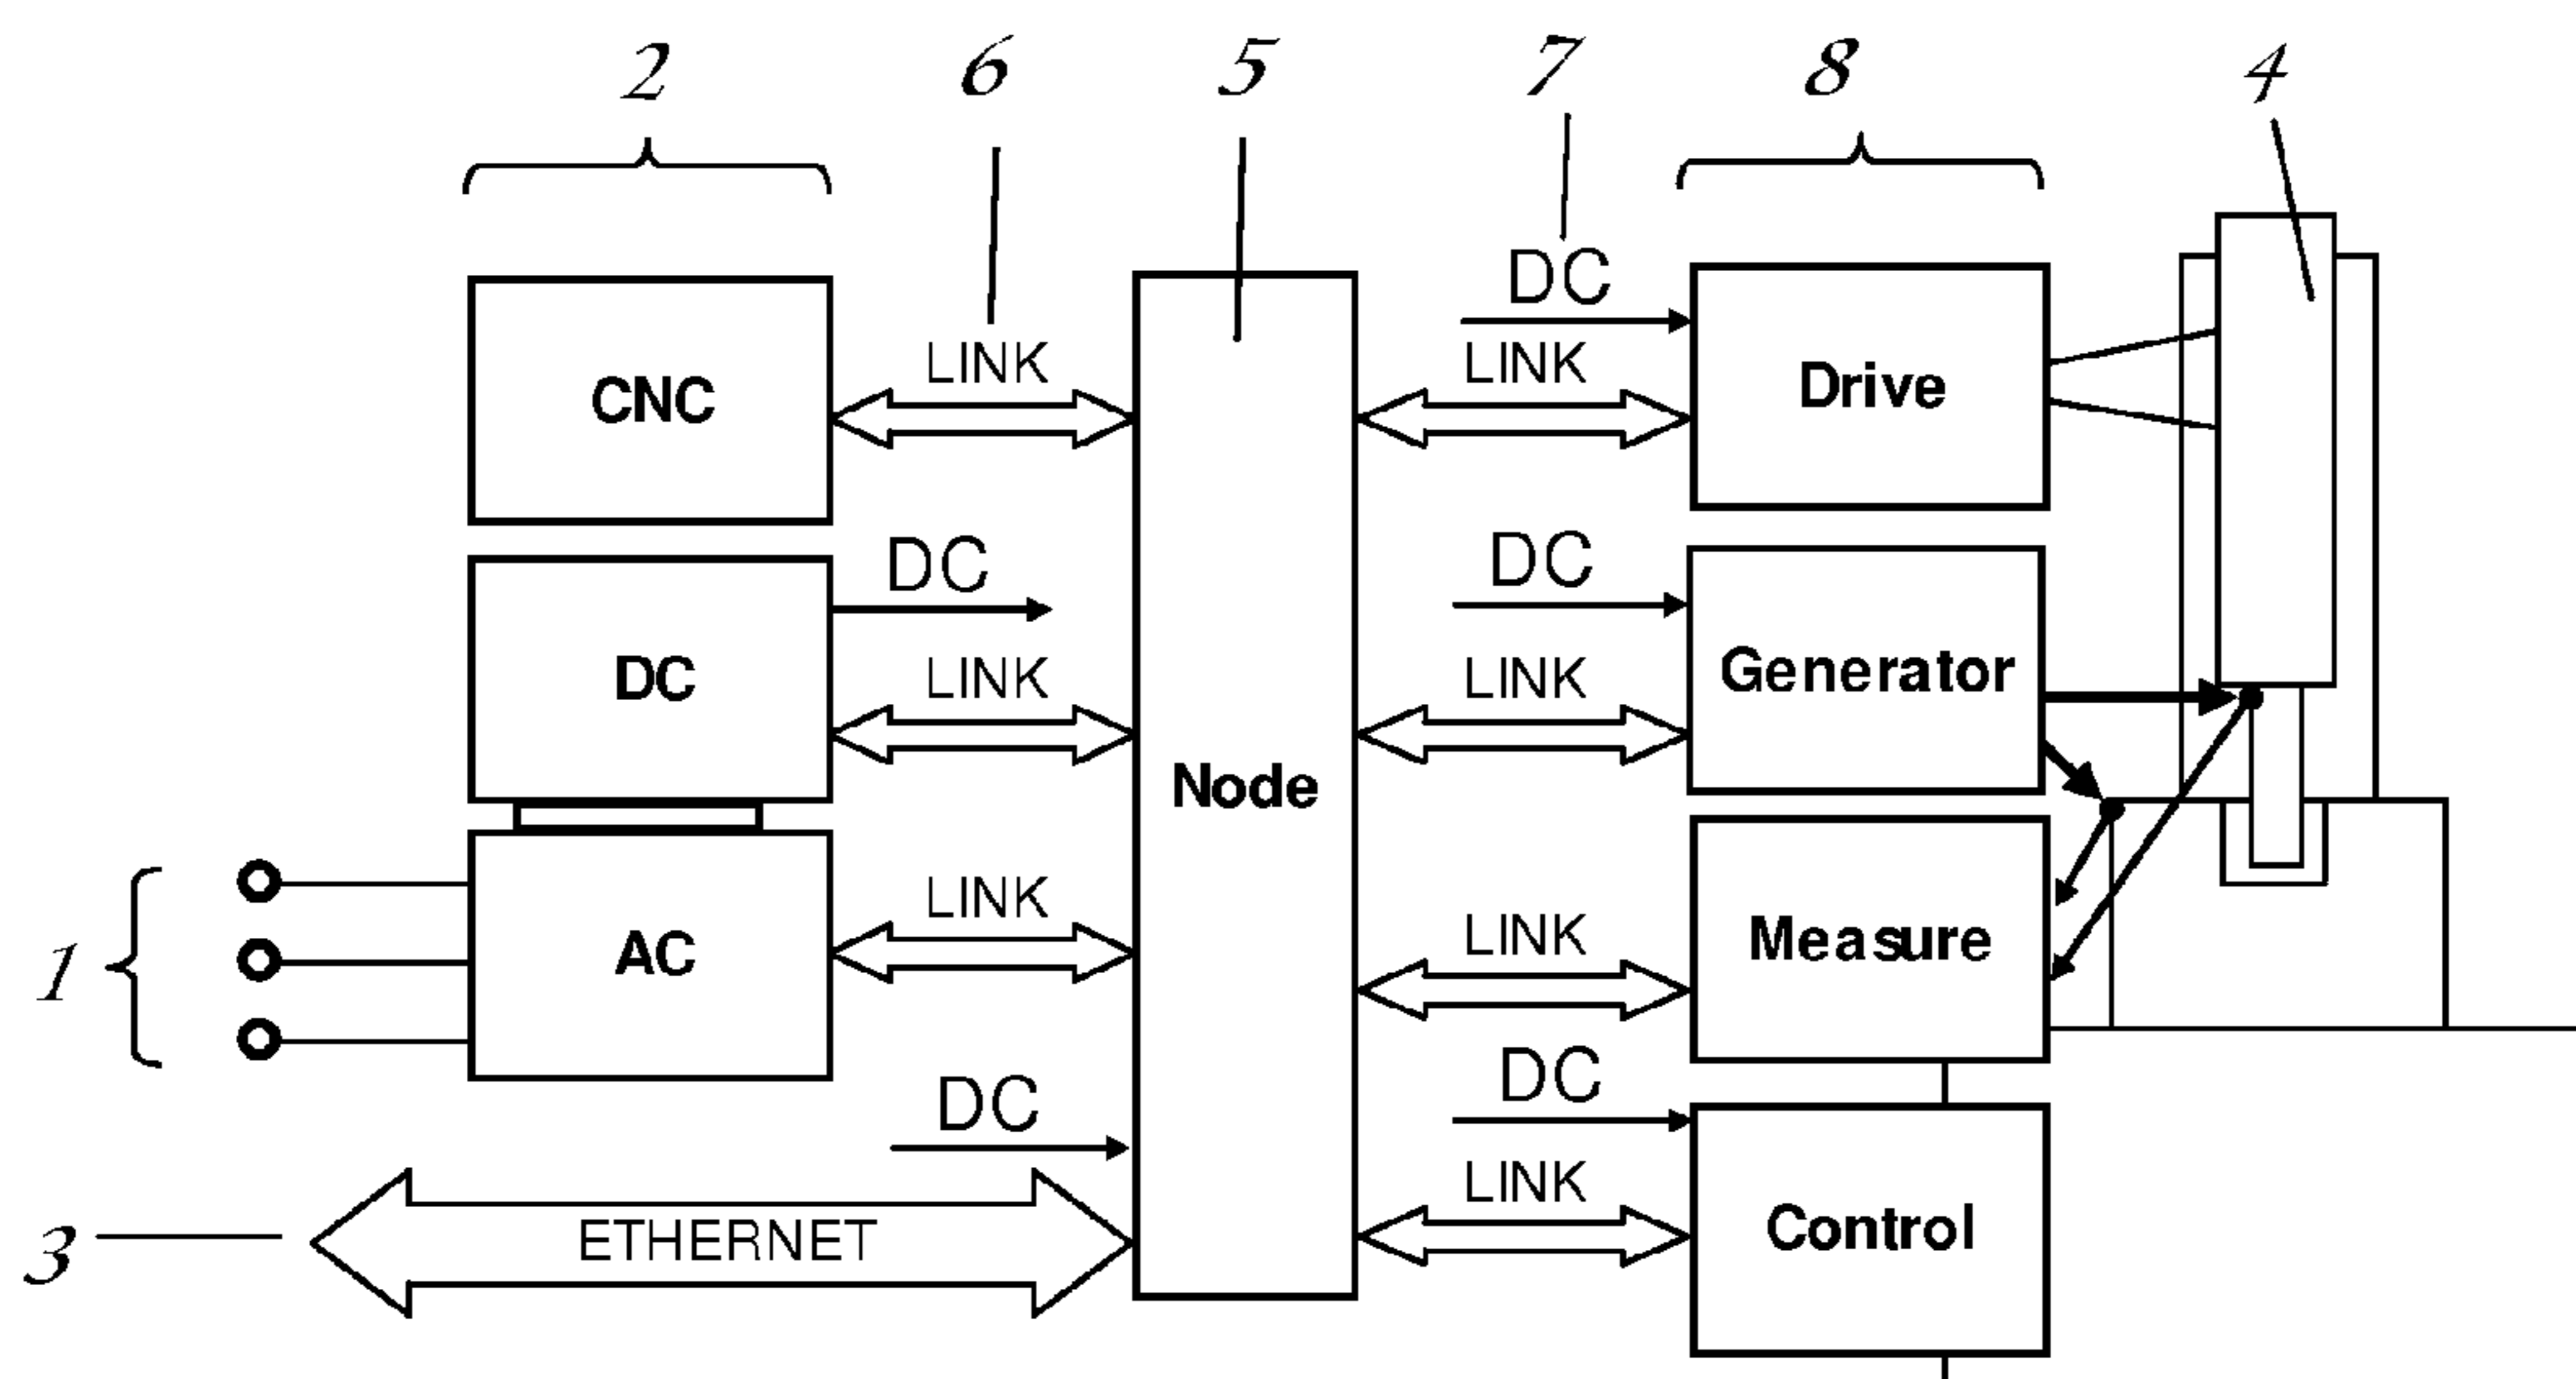 2 6 5 7 8 4
DC
LINK LINK
CNC Drive
DC DC
LINK LINK
DC Generator
Node
LINK LINK
AC Measure
1
DC DC
LINK
ETHERNET Control
3